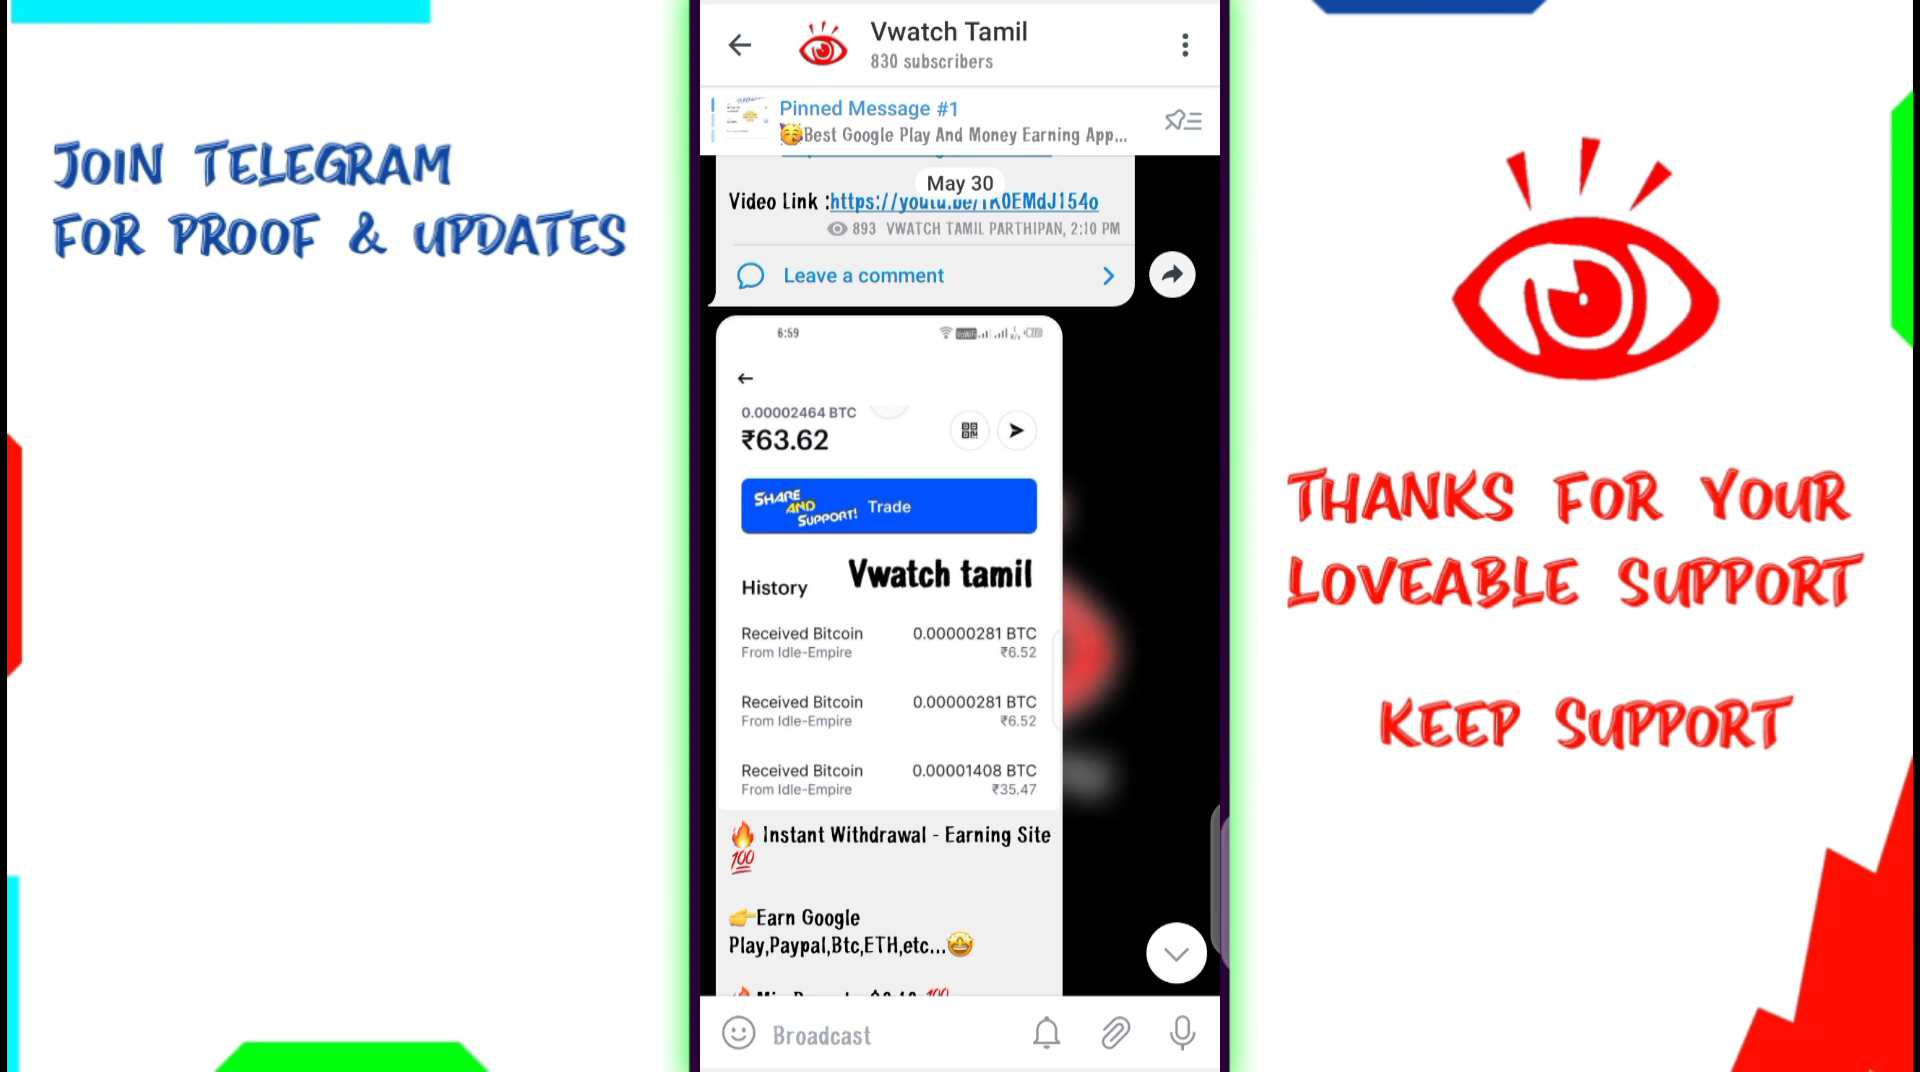 JOIN TELEGRAM
FOR PROOF & UPDATES
Vwatch Tamil
830 subscribers
Pinned Message #1
🥳Best Google Play And Money Earning App...
May 30
Video Link :https://youtu.be/
893 VWATCH TAMIL PARTHIPAN, 2:10 PM
Leave a comment
6:59
0.00002464 BTC
₹63.62
SHARE AND SUPPORT! Trade
Vwatch tamil
History
Received Bitcoin 0.00000281 BTC
From Idle-Empire ₹6.52
Received Bitcoin 0.00000281 BTC
From Idle-Empire ₹6.52
Received Bitcoin 0.00001408 BTC
From Idle-Empire ₹35.47
🔥 Instant Withdrawal - Earning Site
💯
👉Earn Google
Play,Paypal,Btc,ETH,etc...🤩
Broadcast
THANKS FOR YOUR
LOVEABLE SUPPORT
KEEP SUPPORT